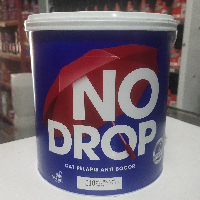 NO
DROP
CAT PELAPIS ANTI BOCOR